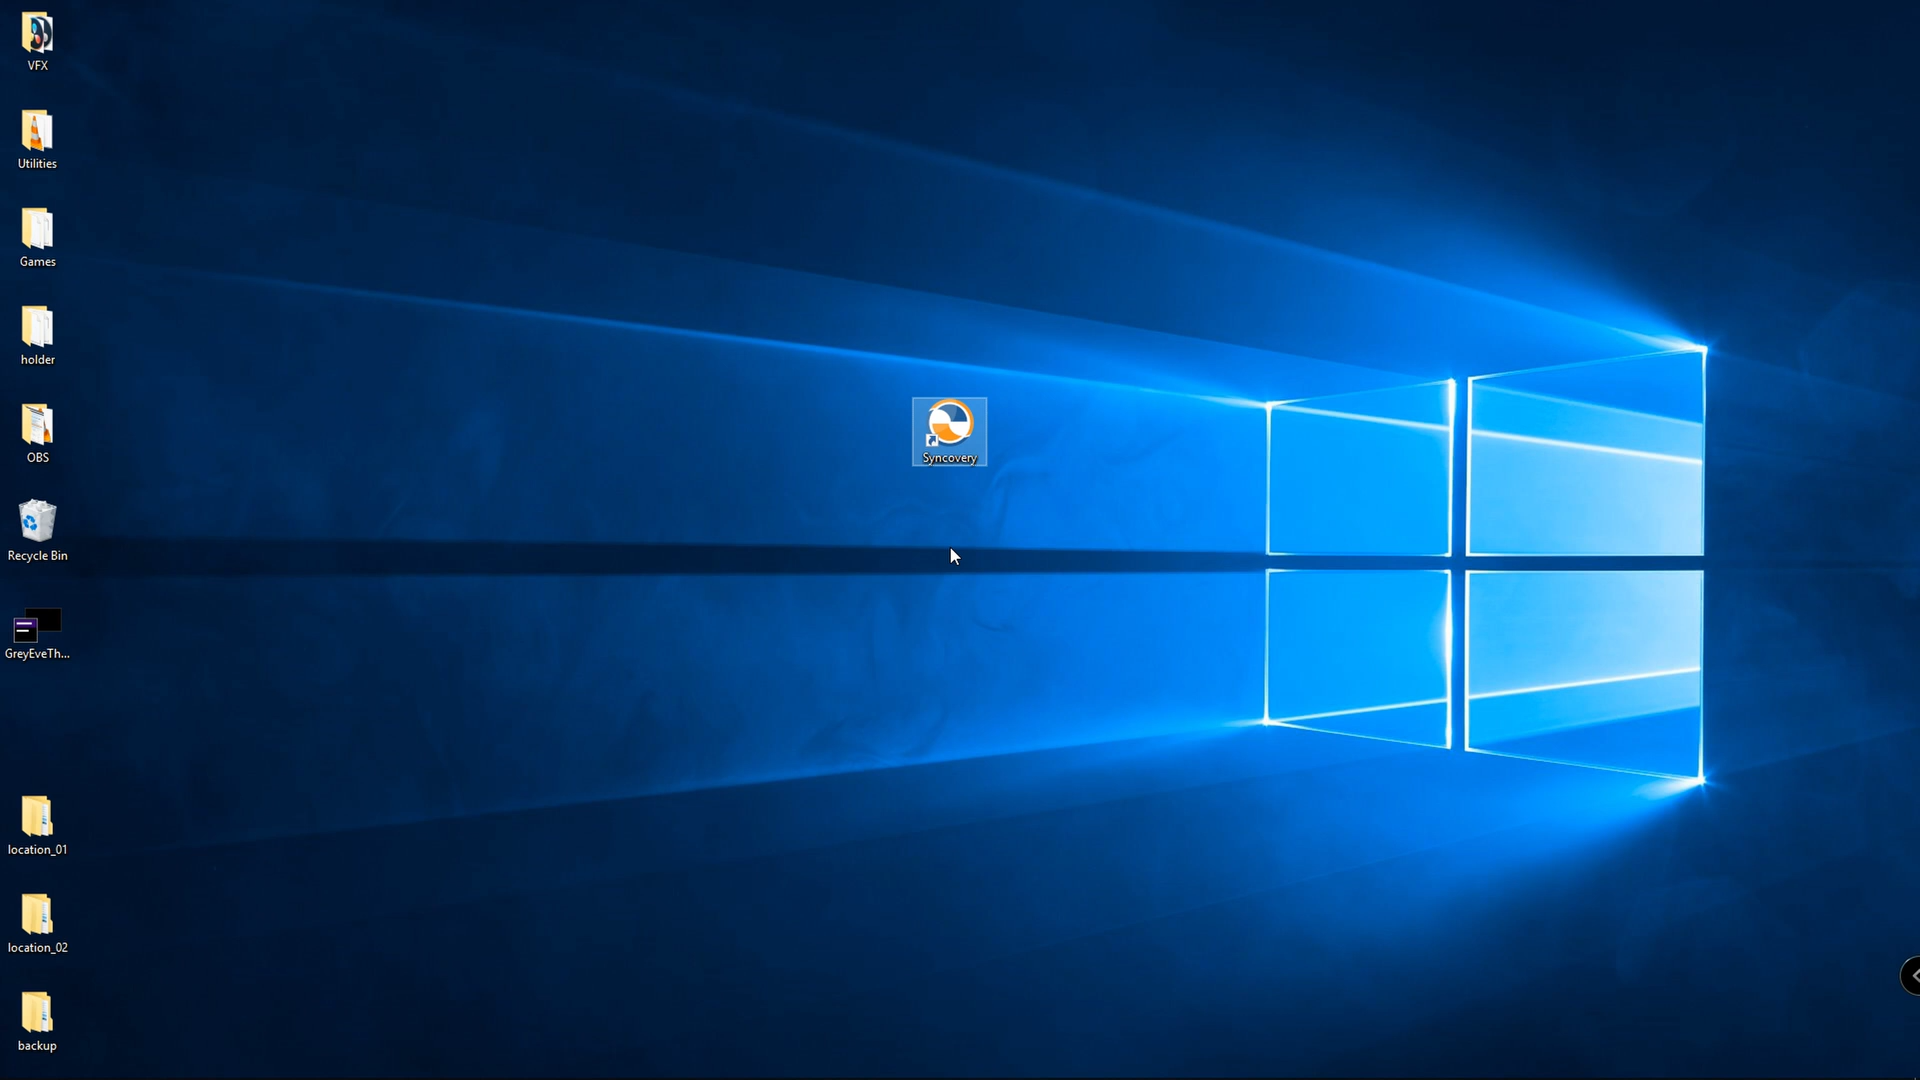 VFX
Utilities
Games
holder
OBS
Recycle Bin
GreyEveTh...
location_01
location_02
backup
Syncovery